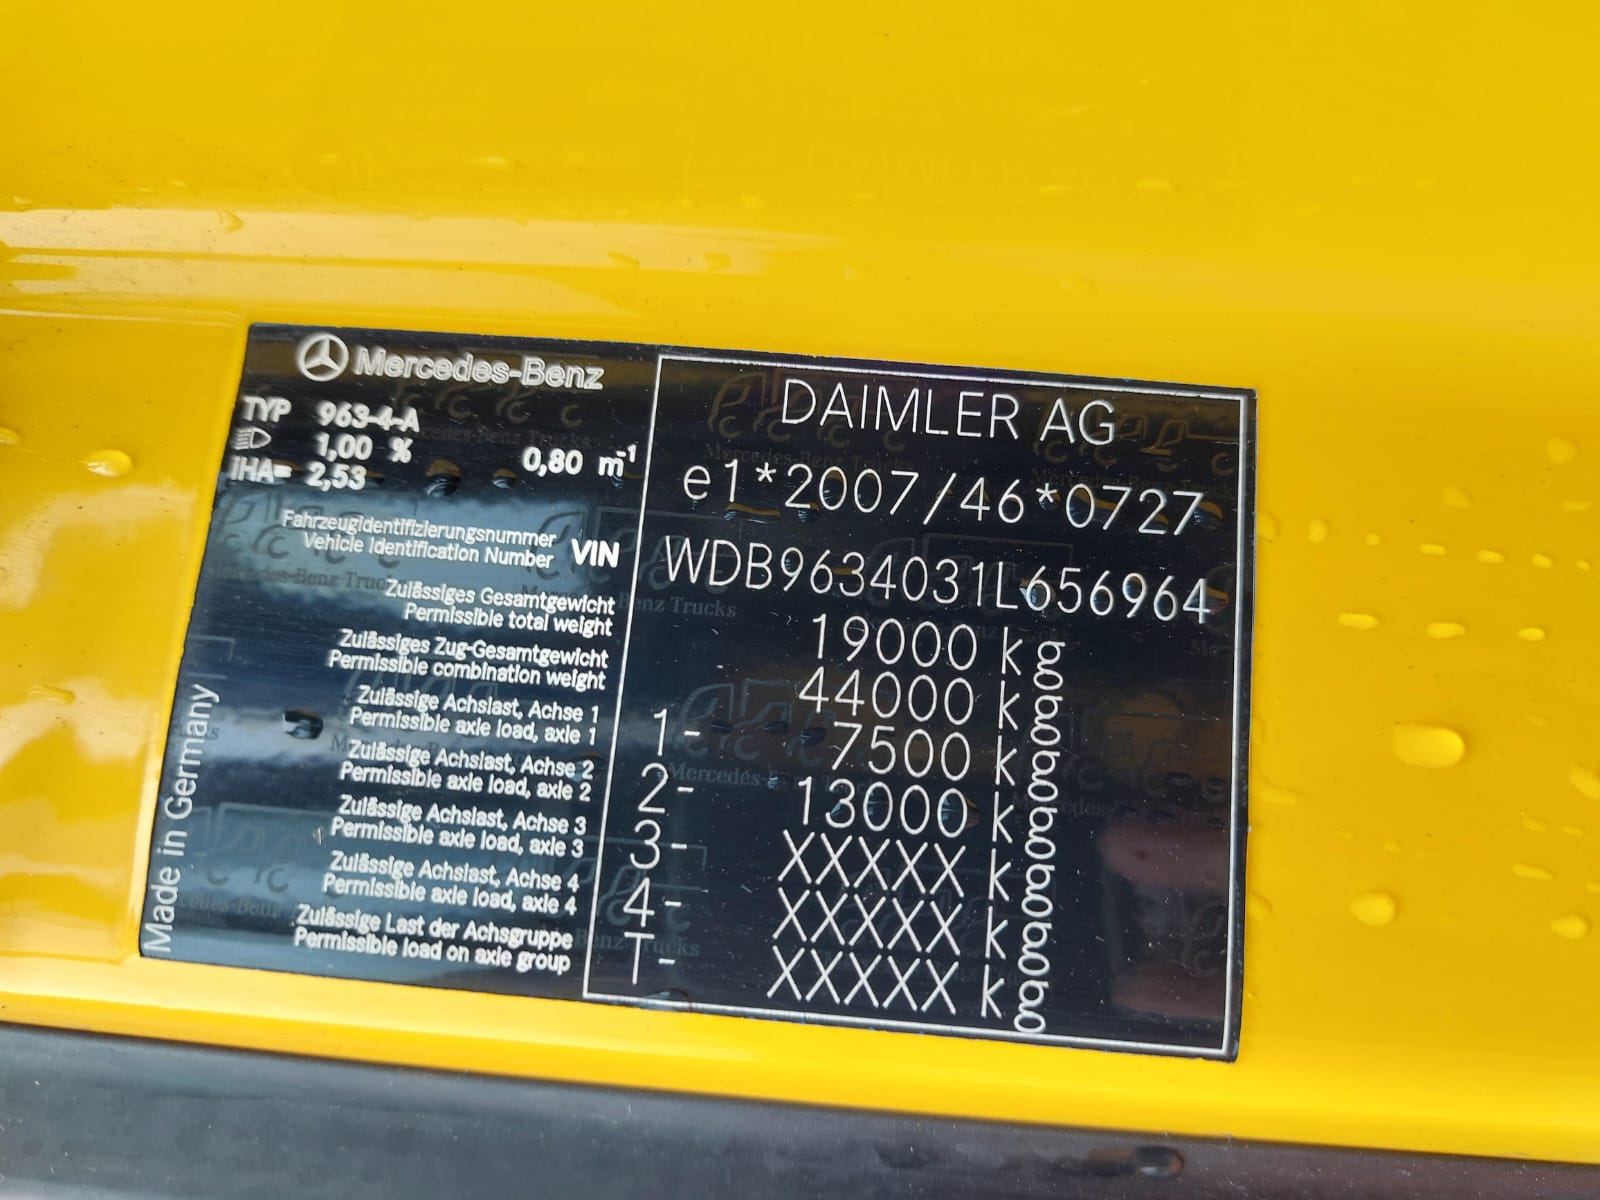 Mercedes-Benz
TYP 963-4-A
1,00 % 0,80 m-1
IHA= 2,53
Fahrzeugidentifizierungsnummer
Vehicle Identification Number VIN
Zulässiges Gesamtgewicht
Permissible total weight
Zulässiges Zug-Gesamtgewicht
Permissible combination weight
Zulässige Achslast, Achse 1
Permissible axle load, axle 1
Zulässige Achslast, Achse 2
Permissible axle load, axle 2
Zulässige Achslast, Achse 3
Permissible axle load, axle 3
Zulässige Achslast, Achse 4
Permissible axle load, axle 4
Zulässige Last der Achsgruppe
Permissible load on axle group
Made in Germany
DAIMLER AG
e1*2007/46*0727
WDB9634031L656964
19000 kg
44000 kg
1- 7500 kg
2- 13000 kg
3- XXXXX kg
4- XXXXX kg
T- XXXXX kg